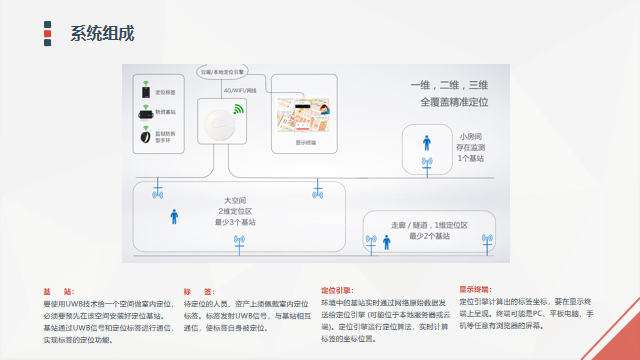 系统组成
云端/本地定位引擎
4G/WIFI/网线
定位标签
物资基站
监狱防拆
型手环
显示终端
一维，二维，三维
全覆盖精准定位
小房间
存在监测
1个基站
大空间
2维定位区
最少3个基站
走廊 / 隧道，1维定位区
最少2个基站
基 站：
要使用UWB技术给一个空间做室内定位，
必须要预先在该空间安装好定位基站。
基站通过UWB信号和定位标签进行通信，
实现标签的定位功能。
标 签：
待定位的人员，资产上须佩戴室内定位
标签。标签发射UWB信号，与基站相互
通信，使标签自身被定位。
定位引擎：
环境中的基站实时通过网络原始数据发
送给定位引擎 (可能位于本地服务器或云
端)。定位引擎运行定位算法，实时计算
标签的坐标位置。
显示终端：
定位引擎计算出的标签坐标，要在显示终
端上呈现。终端可能是PC、平板电脑、手
机等任意有浏览器的屏幕。